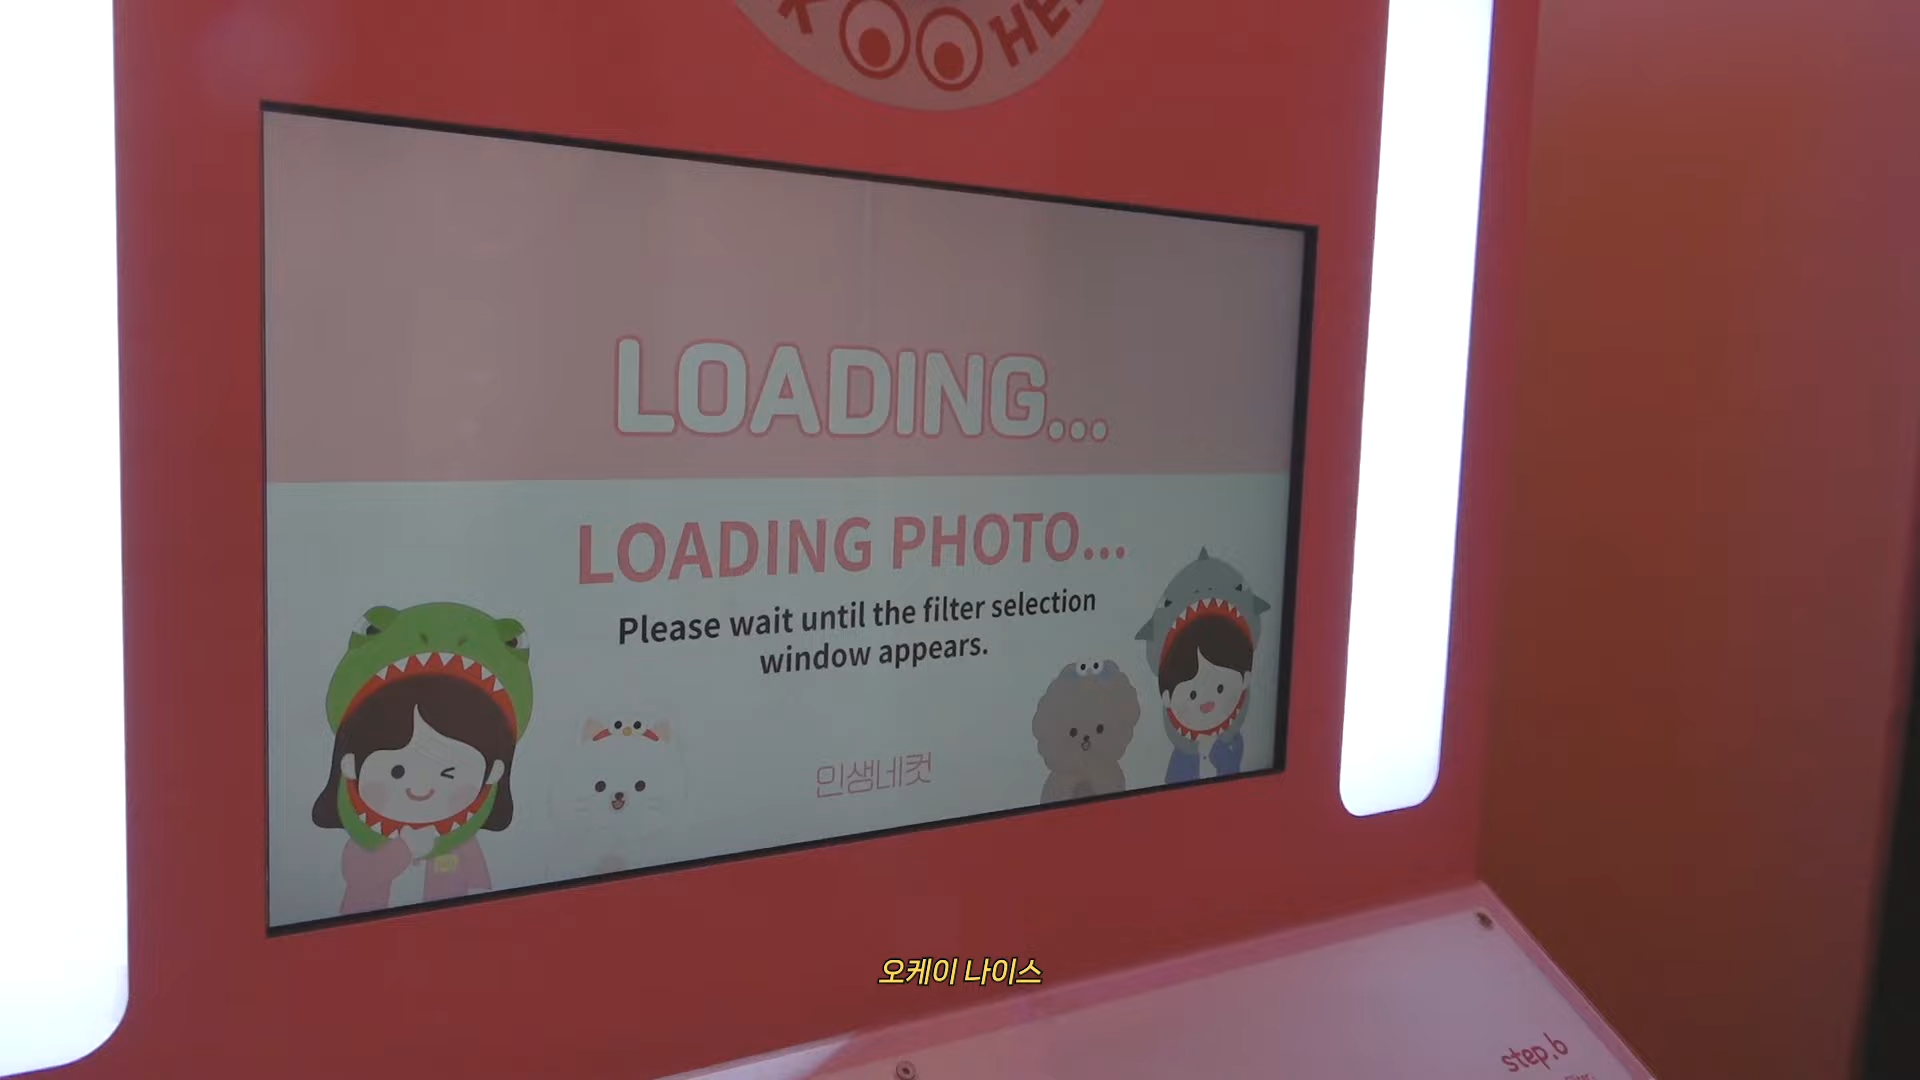 HE
LOADING...
LOADING PHOTO...
Please wait until the filter selection
window appears.
인생네컷
오케이 나이스
step.6